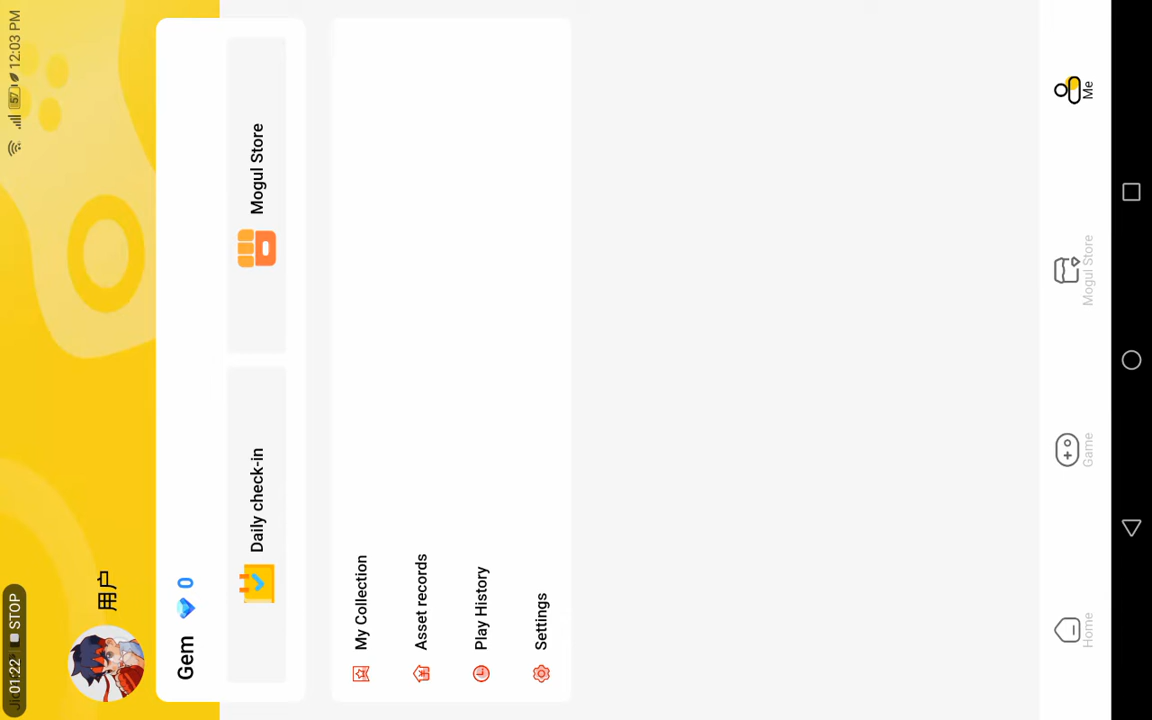 01:22 STOP
57 12:03 PM
用户
Gem 0
Daily check-in
Mogul Store
My Collection
Asset records
Play History
Settings
Home
Game
Mogul Store
Me